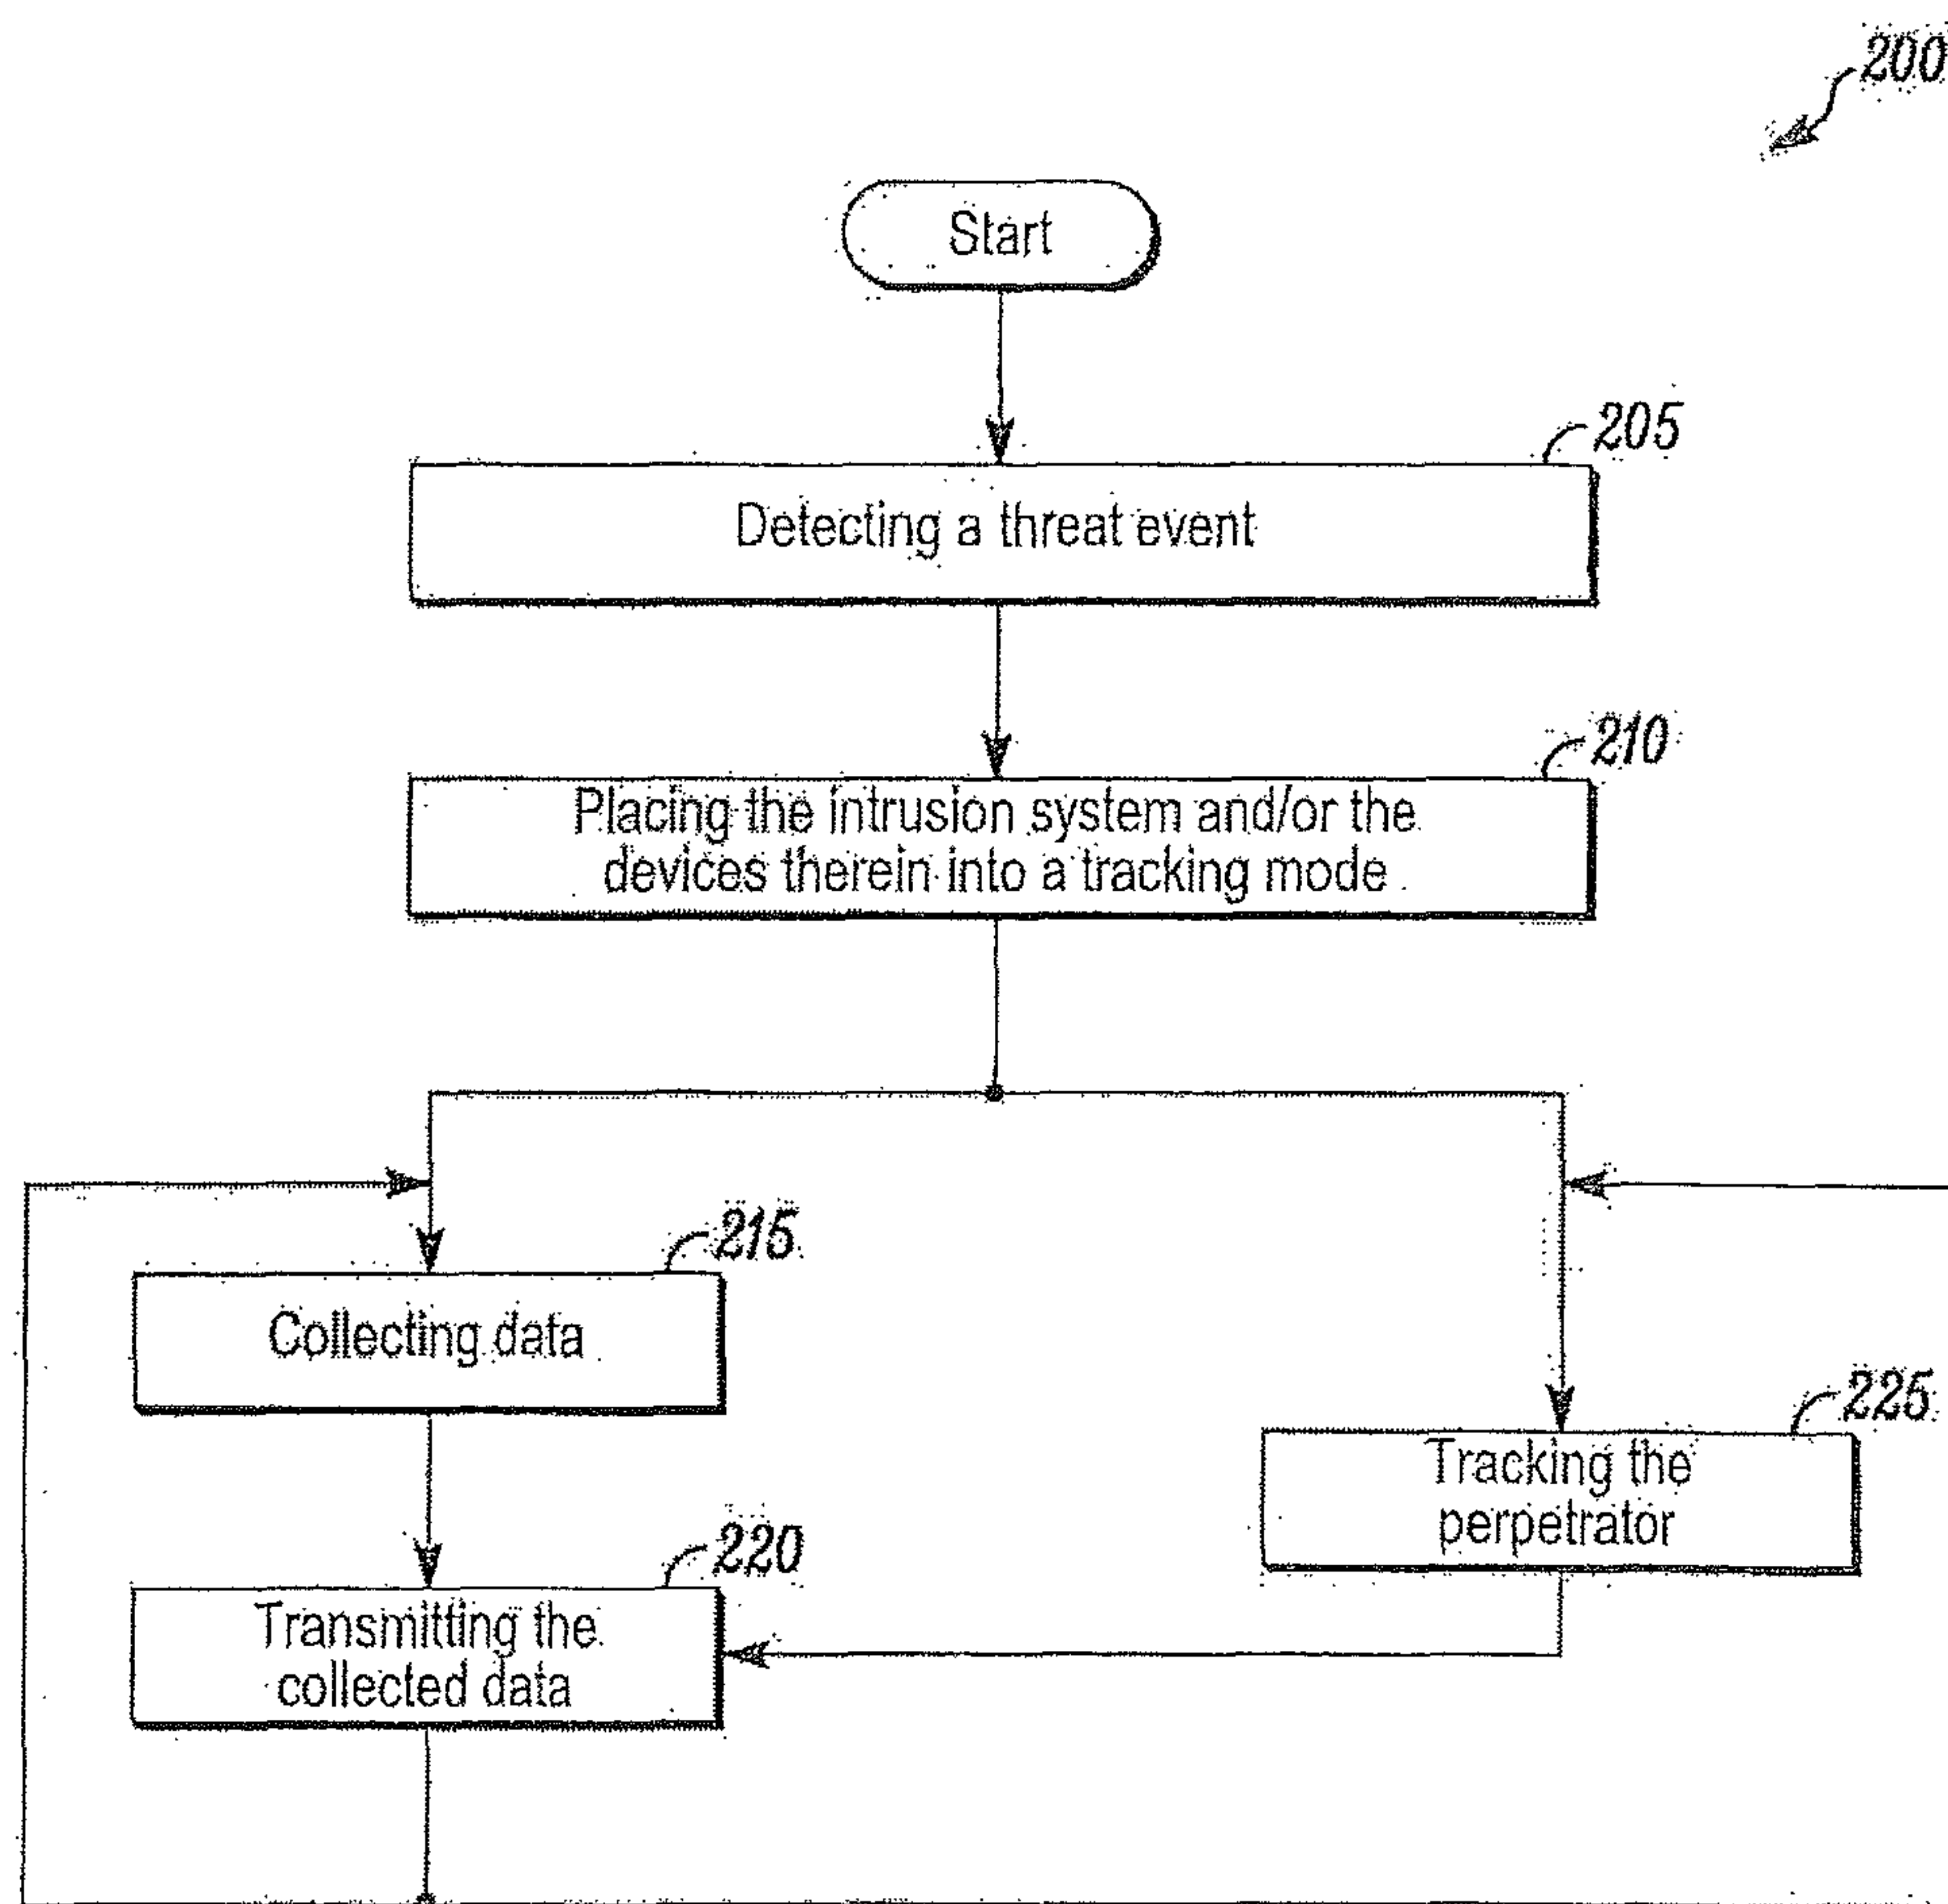 200
Start
205
Detecting a threat event
210
Placing the intrusion system and/or the
devices therein into a tracking mode
215
Collecting data
225
Tracking the
perpetrator
220
Transmitting the
collected data